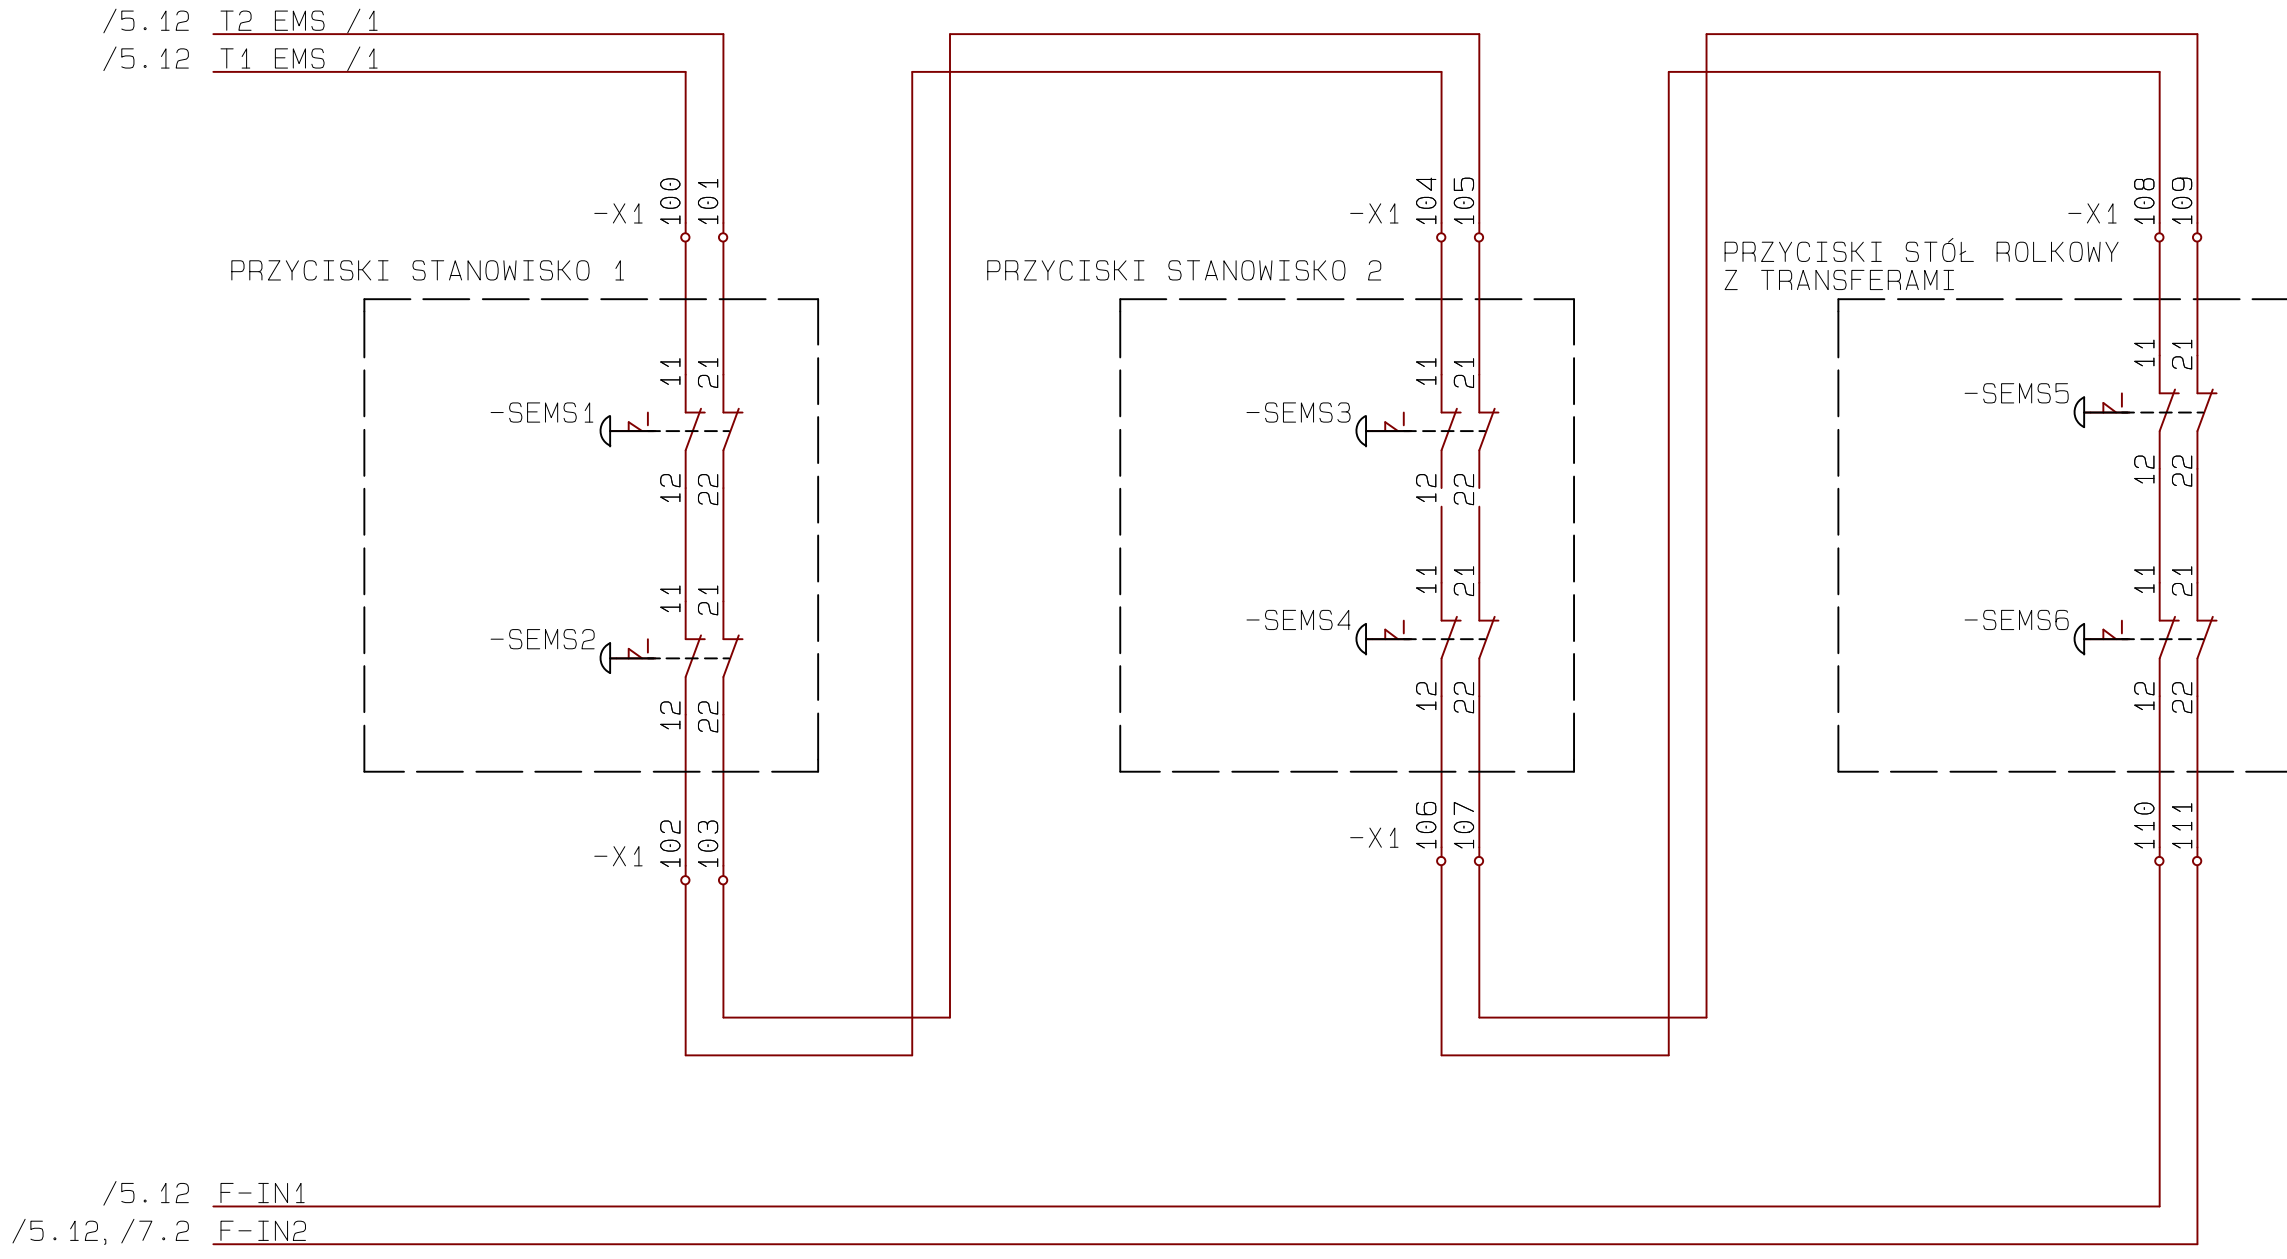 /5.12 T2 EMS /1
/5.12 T1 EMS /1
-X1 100 101
-X1 104 105
-X1 108 109
PRZYCISKI STANOWISKO 1
PRZYCISKI STANOWISKO 2
PRZYCISKI STÓŁ ROLKOWY
Z TRANSFERAMI
11 21
-SEMS1
12 22
11 21
-SEMS2
12 22
-X1 102 103
11 21
-SEMS3
12 22
11 21
-SEMS4
12 22
-X1 106 107
11 21
-SEMS5
12 22
11 21
-SEMS6
12 22
110 111
/5.12 F-IN1
/5.12, /7.2 F-IN2